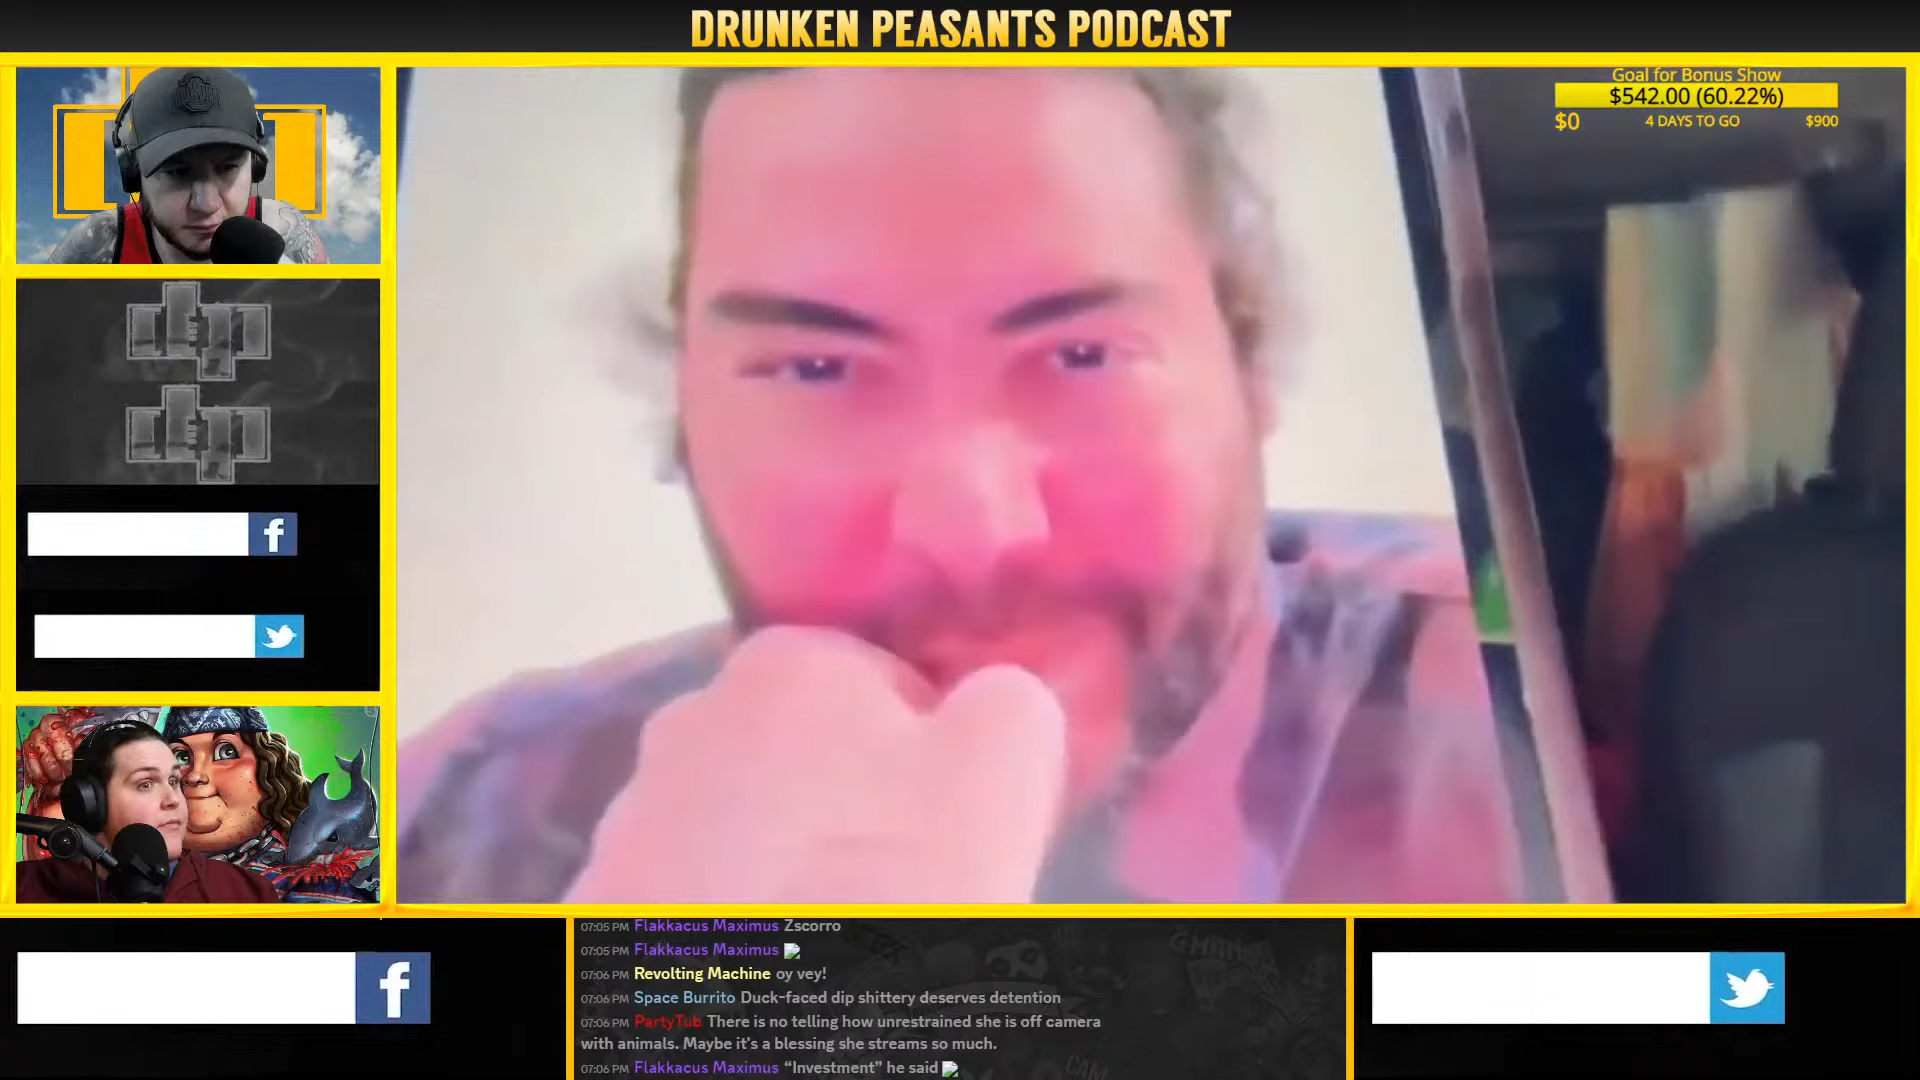 DRUNKEN PEASANTS PODCAST
Goal for Bonus Show
$542.00 (60.22%)
$0 4 DAYS TO GO $900
07:05 PM Flakkacus Maximus Zscorro
07:05 PM Flakkacus Maximus
07:06 PM Revolting Machine oy vey!
07:06 PM Space Burrito Duck-faced dip shittery deserves detention
07:06 PM PartyTub There is no telling how unrestrained she is off camera
with animals. Maybe it's a blessing she streams so much.
07:06 PM Flakkacus Maximus “Investment” he said